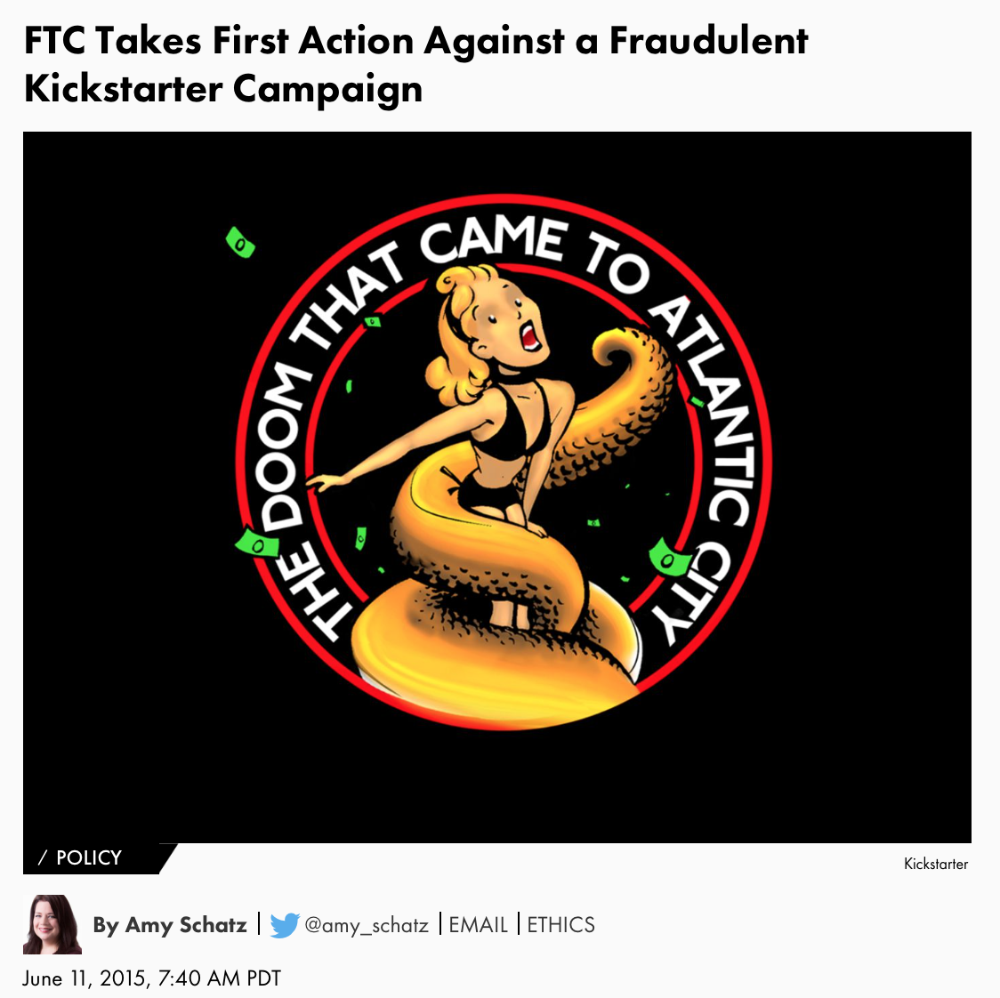 FTC Takes First Action Against a Fraudulent
Kickstarter Campaign
THE DOOM THAT CAME TO ATLANTIC CITY
/ POLICY
Kickstarter
By Amy Schatz | @amy_schatz | EMAIL | ETHICS
June 11, 2015, 7:40 AM PDT